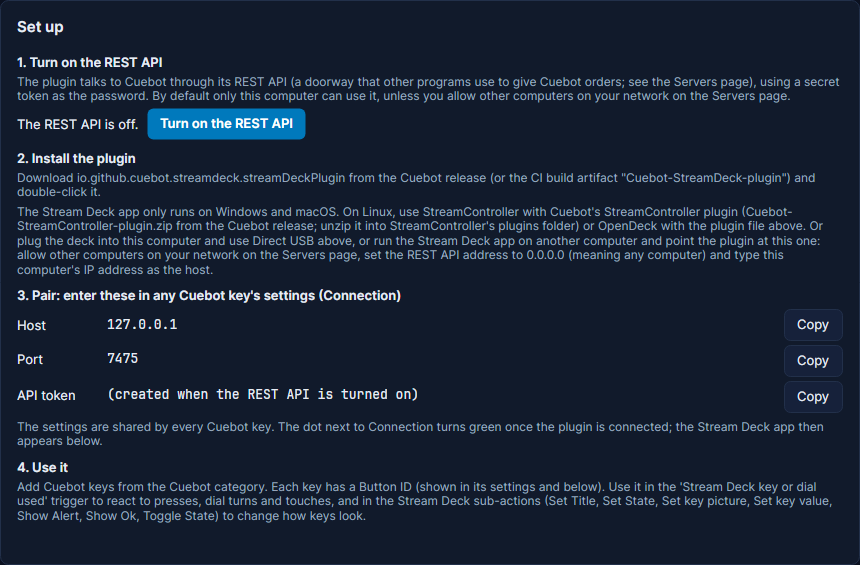 Set up
1. Turn on the REST API
The plugin talks to Cuebot through its REST API (a doorway that other programs use to give Cuebot orders; see the Servers page), using a secret
token as the password. By default only this computer can use it, unless you allow other computers on your network on the Servers page.
The REST API is off. Turn on the REST API
2. Install the plugin
Download io.github.cuebot.streamdeck.streamDeckPlugin from the Cuebot release (or the CI build artifact "Cuebot-StreamDeck-plugin") and
double-click it.
The Stream Deck app only runs on Windows and macOS. On Linux, use StreamController with Cuebot's StreamController plugin (Cuebot-
StreamController-plugin.zip from the Cuebot release; unzip it into StreamController's plugins folder) or OpenDeck with the plugin file above. Or
plug the deck into this computer and use Direct USB above, or run the Stream Deck app on another computer and point the plugin at this one:
allow other computers on your network on the Servers page, set the REST API address to 0.0.0.0 (meaning any computer) and type this
computer's IP address as the host.
3. Pair: enter these in any Cuebot key's settings (Connection)
Host 127.0.0.1 Copy
Port 7475 Copy
API token (created when the REST API is turned on) Copy
The settings are shared by every Cuebot key. The dot next to Connection turns green once the plugin is connected; the Stream Deck app then
appears below.
4. Use it
Add Cuebot keys from the Cuebot category. Each key has a Button ID (shown in its settings and below). Use it in the 'Stream Deck key or dial
used' trigger to react to presses, dial turns and touches, and in the Stream Deck sub-actions (Set Title, Set State, Set key picture, Set key value,
Show Alert, Show Ok, Toggle State) to change how keys look.